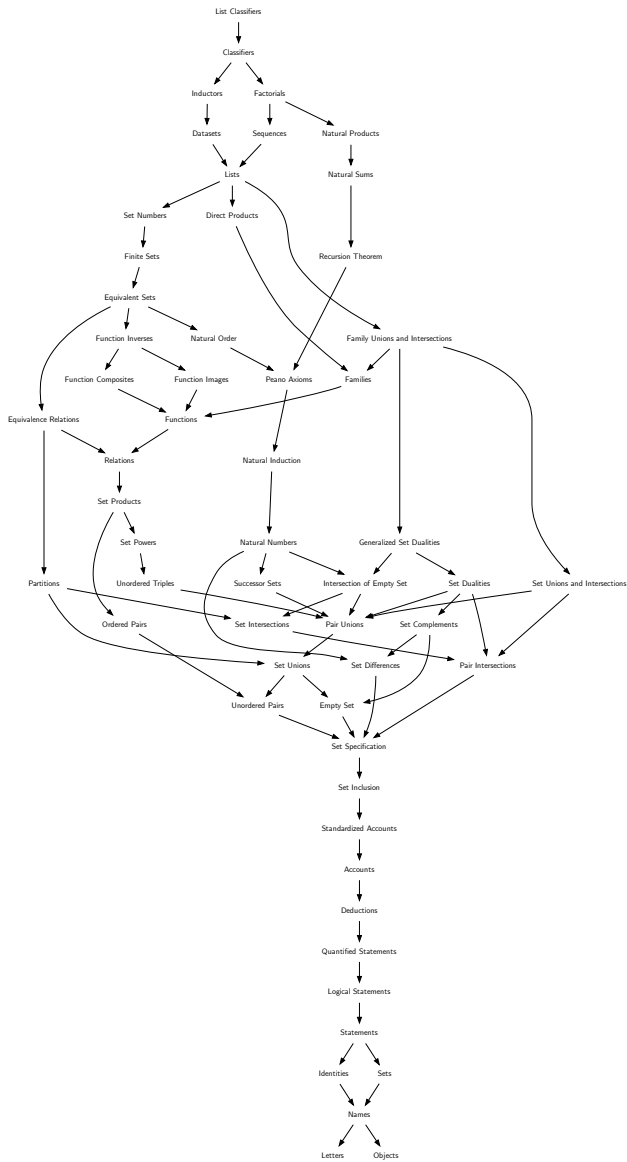 List Classifiers
Classifiers
Inductors Factorials
Datasets Sequences Natural Products
Lists Natural Sums
Set Numbers Direct Products
Finite Sets Recursion Theorem
Equivalent Sets
Function Inverses Natural Order Family Unions and Intersections
Function Composites Function Images Peano Axioms Families
Equivalence Relations Functions
Relations Natural Induction
Set Products
Set Powers Natural Numbers Generalized Set Dualities
Partitions Unordered Triples Successor Sets Intersection of Empty Set Set Dualities Set Unions and Intersections
Ordered Pairs Set Intersections Pair Unions Set Complements
Set Unions Set Differences Pair Intersections
Unordered Pairs Empty Set
Set Specification
Set Inclusion
Standardized Accounts
Accounts
Deductions
Quantified Statements
Logical Statements
Statements
Identities Sets
Names
Letters Objects